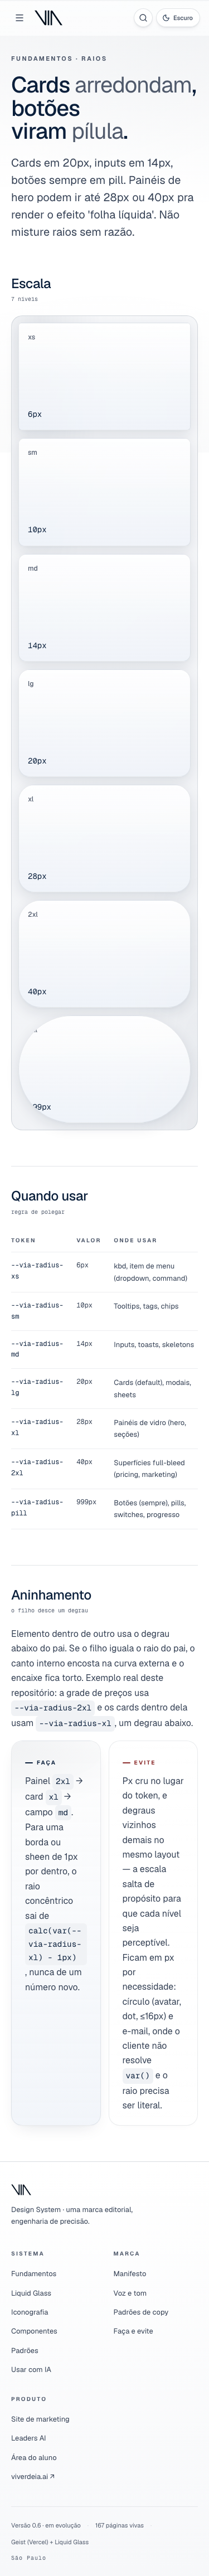 VIA
Escuro
FUNDAMENTOS · RAIOS
Cards arredondam,
botões
viram pílula.
Cards em 20px, inputs em 14px,
botões sempre em pill. Painéis de
hero podem ir até 28px ou 40px pra
render o efeito 'folha líquida'. Não
misture raios sem razão.
Escala
7 níveis
xs
6px
sm
10px
md
14px
lg
20px
xl
28px
2xl
40px
99px
Quando usar
regra de polegar
TOKEN VALOR ONDE USAR
--via-radius-
xs
6px
kbd, item de menu
(dropdown, command)
--via-radius-
sm
10px
Tooltips, tags, chips
--via-radius-
md
14px
Inputs, toasts, skeletons
--via-radius-
lg
20px
Cards (default), modais,
sheets
--via-radius-
xl
28px
Painéis de vidro (hero,
seções)
--via-radius-
2xl
40px
Superfícies full-bleed
(pricing, marketing)
--via-radius-
pill
999px
Botões (sempre), pills,
switches, progresso
Aninhamento
o filho desce um degrau
Elemento dentro de outro usa o degrau
abaixo do pai. Se o filho iguala o raio do pai, o
canto interno encosta na curva externa e o
encaixe fica torto. Exemplo real deste
repositório: a grade de preços usa
--via-radius-2xl e os cards dentro dela
usam --via-radius-xl, um degrau abaixo.
FAÇA
Painel 2xl →
card xl →
campo md.
Para uma
borda ou
sheen de 1px
por dentro, o
raio
concêntrico
sai de
calc(var(--
via-radius-
xl) - 1px)
, nunca de um
número novo.
EVITE
Px cru no lugar
do token, e
degraus
vizinhos
demais no
mesmo layout
— a escala
salta de
propósito para
que cada nível
seja
perceptível.
Ficam em px
por
necessidade:
círculo (avatar,
dot, ≤16px) e
e-mail, onde o
cliente não
resolve
var() e o
raio precisa
ser literal.
VIA
Design System · uma marca editorial,
engenharia de precisão.
SISTEMA
Fundamentos
Liquid Glass
Iconografia
Componentes
Padrões
Usar com IA
MARCA
Manifesto
Voz e tom
Padrões de copy
Faça e evite
PRODUTO
Site de marketing
Leaders AI
Área do aluno
viverdeia.ai ↗
Versão 0.6 · em evolução 167 páginas vivas
Geist (Vercel) + Liquid Glass
São Paulo